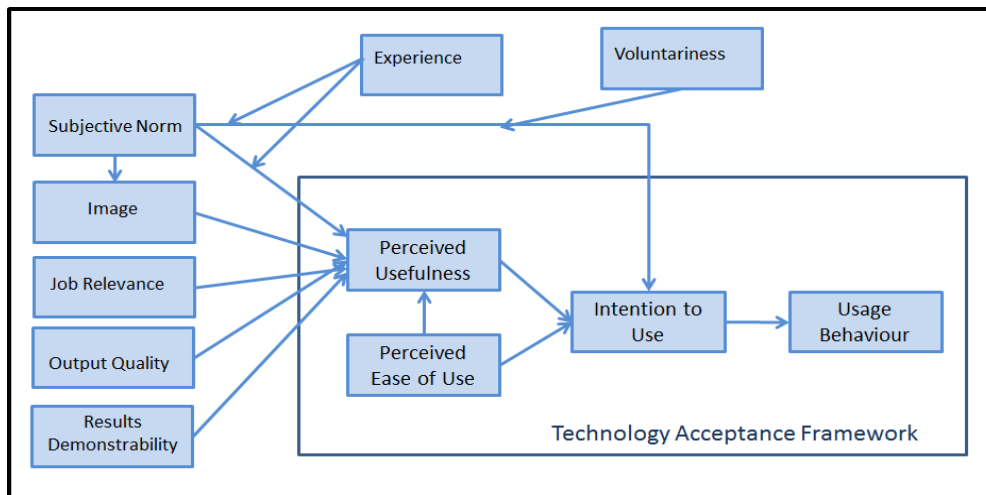 Experience
Voluntariness
Subjective Norm
Image
Job Relevance
Output Quality
Results
Demonstrability
Perceived
Usefulness
Perceived
Ease of Use
Intention to
Use
Usage
Behaviour
Technology Acceptance Framework